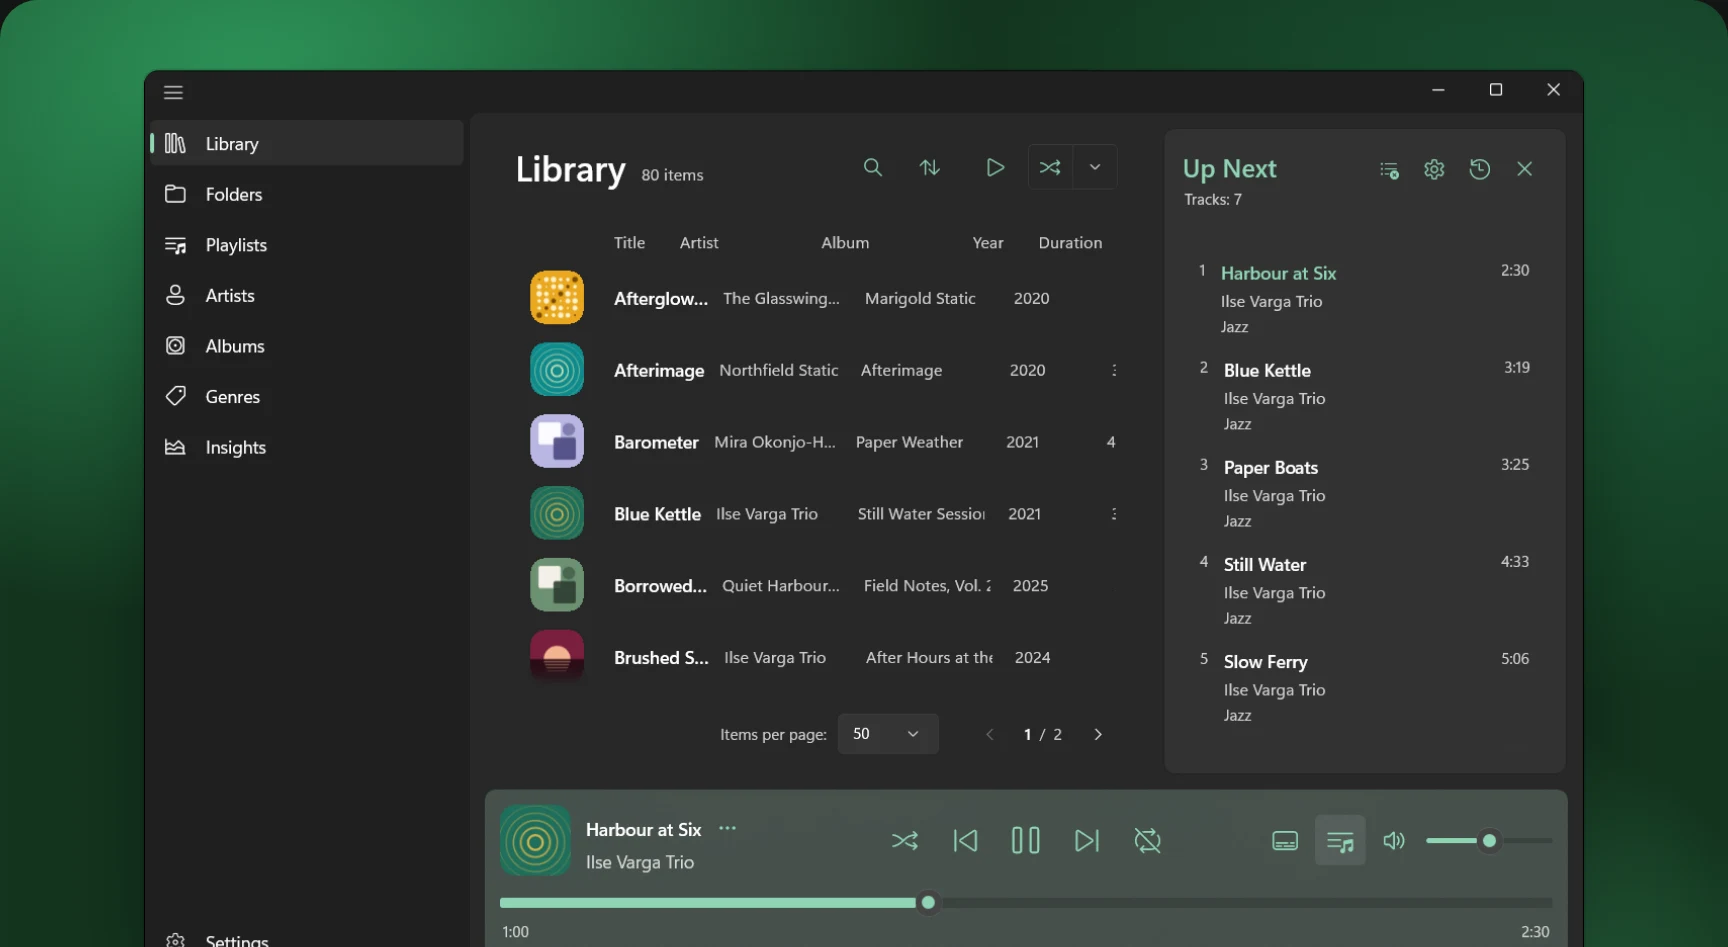 Library
Folders
Playlists
Artists
Albums
Genres
Insights
Settings
Library 80 items
Title Artist Album Year Duration
Afterglow... The Glasswing... Marigold Static 2020
Afterimage Northfield Static Afterimage 2020
Barometer Mira Okonjo-H... Paper Weather 2021 4
Blue Kettle Ilse Varga Trio Still Water Session 2021
Borrowed... Quiet Harbour... Field Notes, Vol. 2 2025
Brushed S... Ilse Varga Trio After Hours at the 2024
Items per page: 50 1 / 2
Up Next
Tracks: 7
1 Harbour at Six 2:30
Ilse Varga Trio
Jazz
2 Blue Kettle 3:19
Ilse Varga Trio
Jazz
3 Paper Boats 3:25
Ilse Varga Trio
Jazz
4 Still Water 4:33
Ilse Varga Trio
Jazz
5 Slow Ferry 5:06
Ilse Varga Trio
Jazz
Harbour at Six ...
Ilse Varga Trio
1:00 2:30